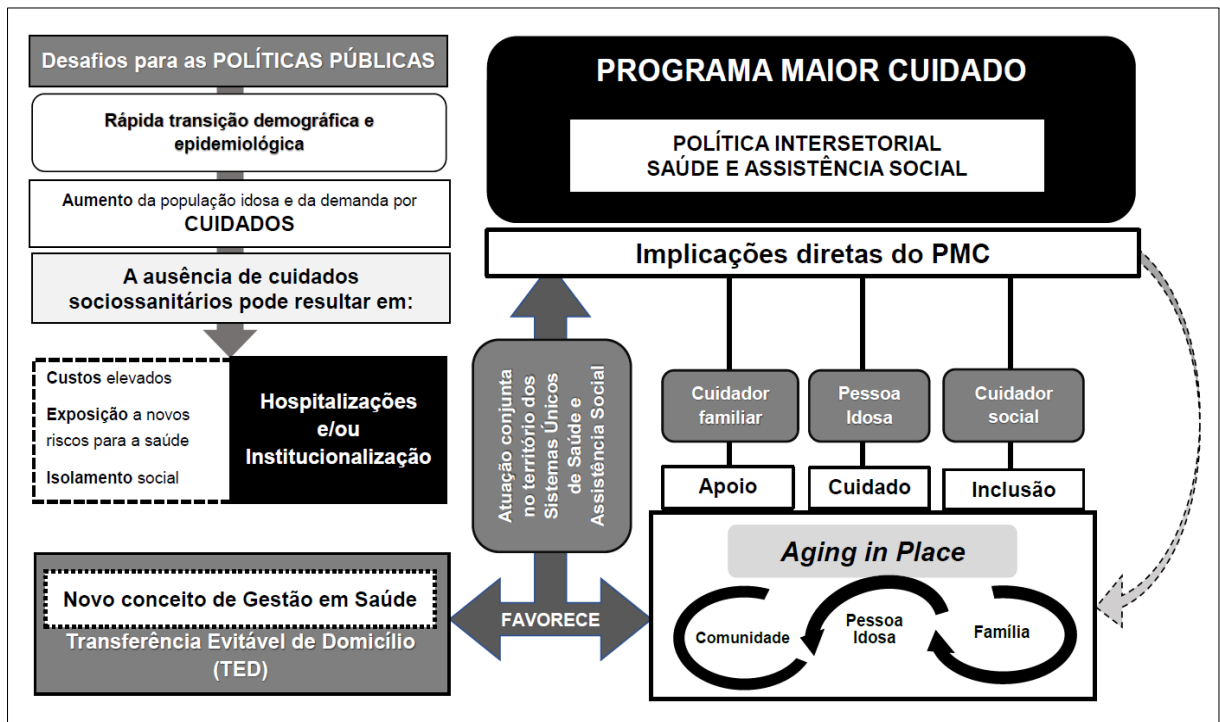 Desafios para as POLÍTICAS PÚBLICAS
Rápida transição demográfica e
epidemiológica
Aumento da população idosa e da demanda por
CUIDADOS
A ausência de cuidados
sociossanitários pode resultar em:
Custos elevados
Exposição a novos
riscos para a saúde
Isolamento social
Hospitalizações
e/ou
Institucionalização
Novo conceito de Gestão em Saúde
Transferência Evitável de Domicílio
(TED)
PROGRAMA MAIOR CUIDADO
POLÍTICA INTERSETORIAL
SAÚDE E ASSISTÊNCIA SOCIAL
Implicações diretas do PMC
Atuação conjunta
no território dos
Sistemas Únicos
de Saúde e
Assistência Social
FAVORECE
Cuidador
familiar
Pessoa
Idosa
Cuidador
social
Apoio
Cuidado
Inclusão
Aging in Place
Comunidade
Pessoa
Idosa
Família